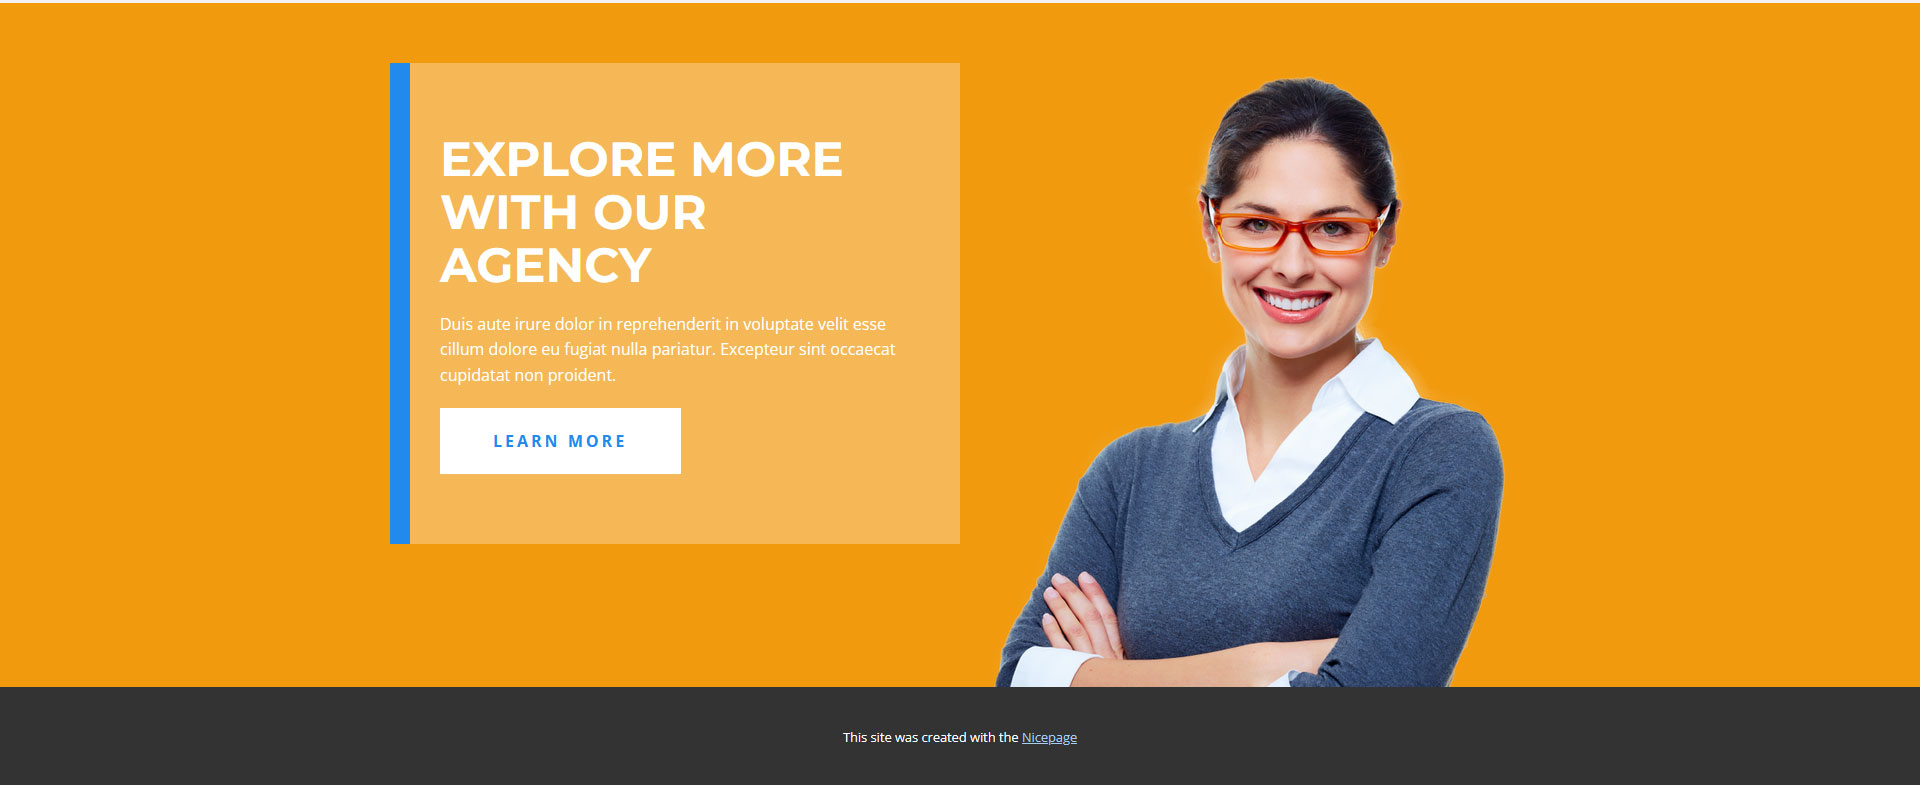 EXPLORE MORE
WITH OUR
AGENCY
Duis aute irure dolor in reprehenderit in voluptate velit esse
cillum dolore eu fugiat nulla pariatur. Excepteur sint occaecat
cupidatat non proident.
LEARN MORE
This site was created with the Nicepage